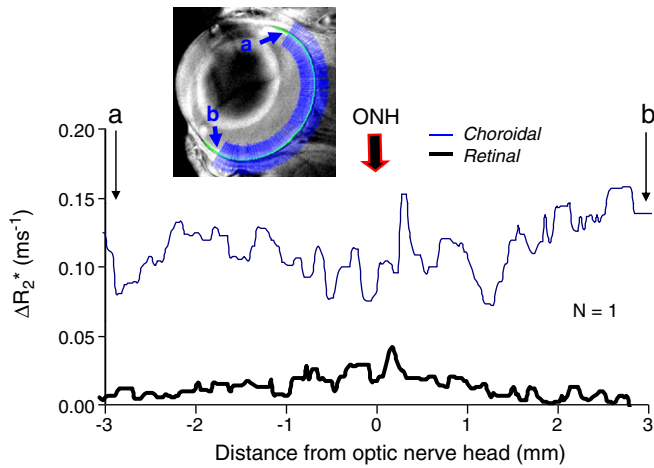 a
b
a
ONH
b
Choroidal
Retinal
0.20
0.15
0.10
0.05
0.00
ΔR₂* (ms⁻¹)
N = 1
-3 -2 -1 0 1 2 3
Distance from optic nerve head (mm)